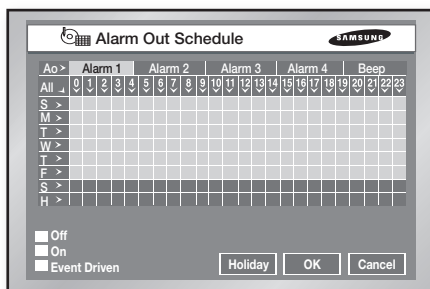 Alarm Out Schedule SAMSUNG
Ao> Alarm 1 Alarm 2 Alarm 3 Alarm 4 Beep
All 0 1 2 3 4 5 6 7 8 9 10 11 12 13 14 15 16 17 18 19 20 21 22 23
S >
M >
T >
W >
T >
F >
S >
H >
Off
On
Event Driven
Holiday OK Cancel